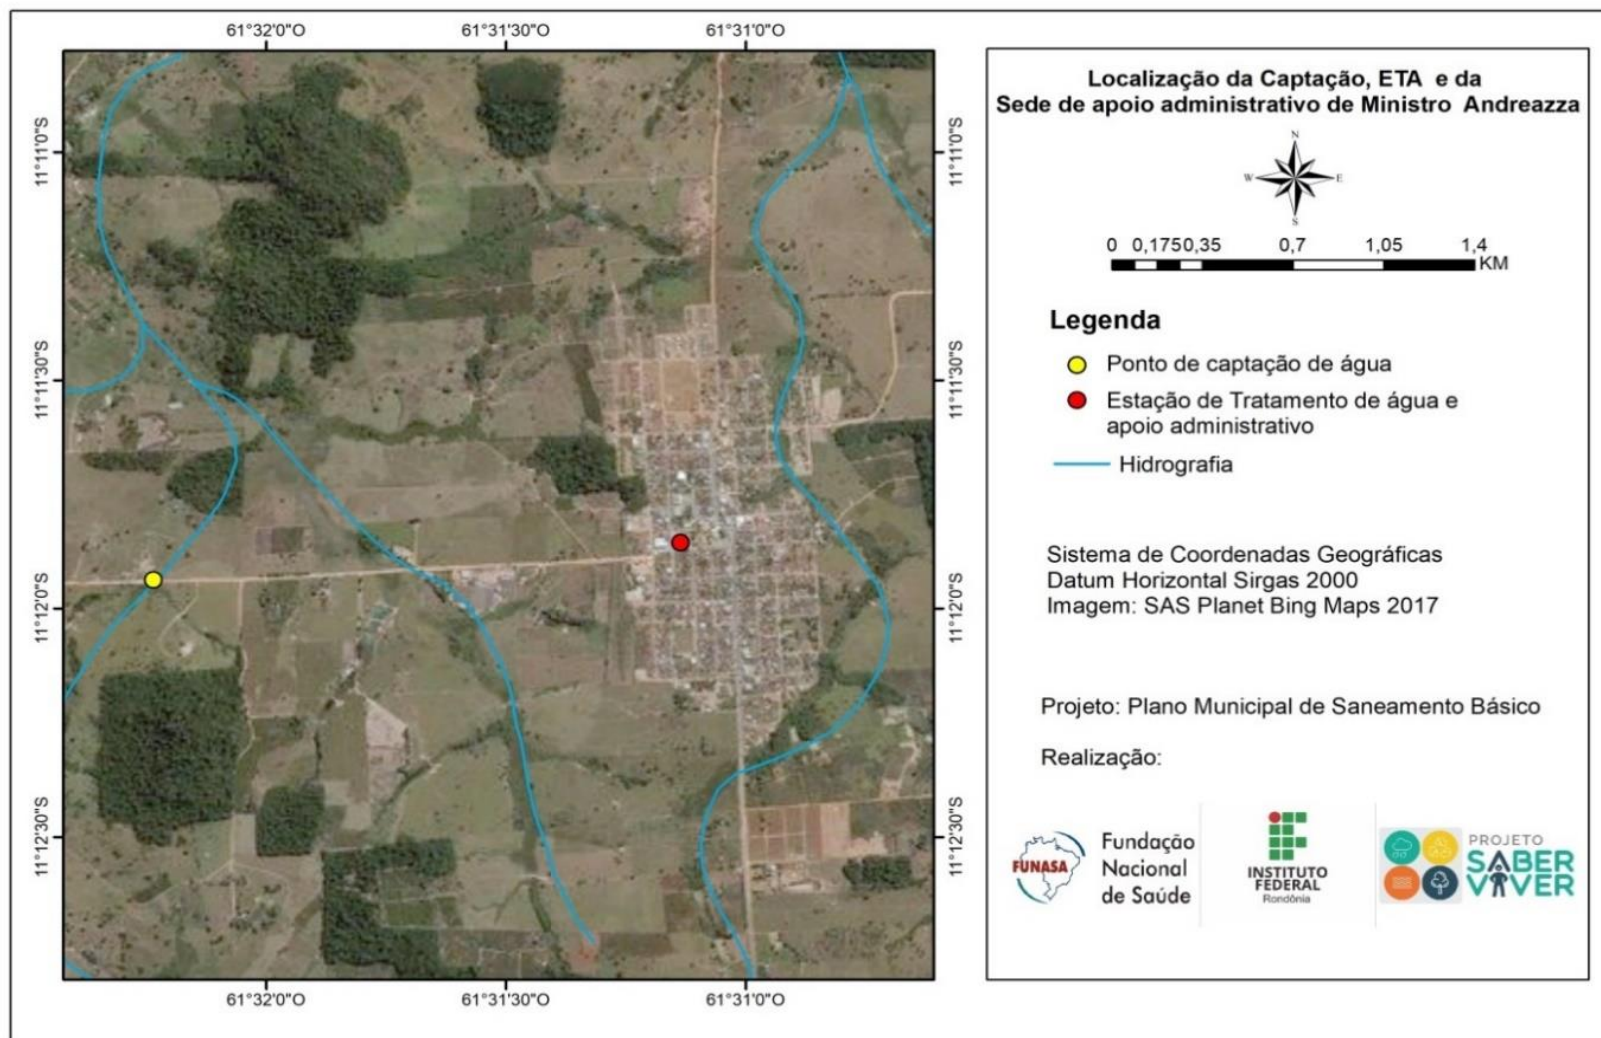 61°32'0"O
61°31'30"O
61°31'0"O
11°11'0"S
11°11'0"S
11°11'30"S
11°11'30"S
11°12'0"S
11°12'0"S
11°12'30"S
11°12'30"S
61°32'0"O
61°31'30"O
61°31'0"O
Localização da Captação, ETA e da
Sede de apoio administrativo de Ministro Andreazza
N
W
E
S
0 0,175 0,35 0,7 1,05 1,4
KM
Legenda
Ponto de captação de água
Estação de Tratamento de água e
apoio administrativo
Hidrografia
Sistema de Coordenadas Geográficas
Datum Horizontal Sirgas 2000
Imagem: SAS Planet Bing Maps 2017
Projeto: Plano Municipal de Saneamento Básico
Realização:
FUNASA
Fundação
Nacional
de Saúde
INSTITUTO
FEDERAL
Rondônia
PROJETO
SABER
VIVER